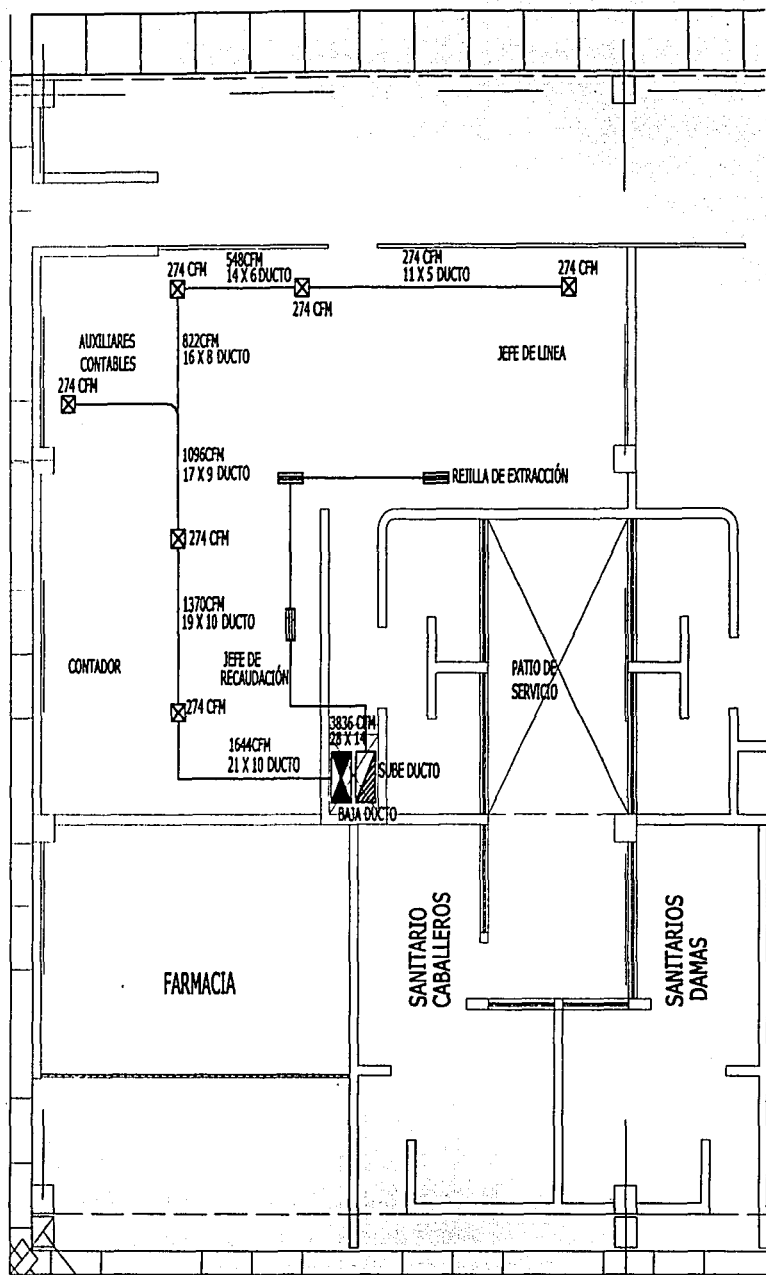 548CFM
14 X 6 DUCTO
274 CFM
11 X 5 DUCTO
274 CFM
274 CFM
274 CFM
AUXILIARES
CONTABLES
822CFM
16 X 8 DUCTO
JEFE DE LINEA
274 CFM
1096CFM
17 X 9 DUCTO
REJILLA DE EXTRACCIÓN
274 CFM
1370CFM
19 X 10 DUCTO
CONTADOR
JEFE DE
RECAUDACIÓN
PATIO DE
SERVICIO
274 CFM
3836 CFM
28 X 14
1644CFM
21 X 10 DUCTO
SUBE DUCTO
BAJA DUCTO
FARMACIA
SANITARIO
CABALLEROS
SANITARIOS
DAMAS